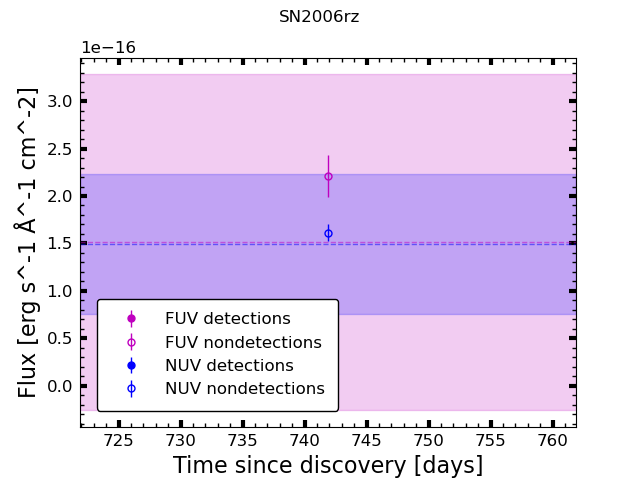 SN2006rz
1e−16
3.0
2.5
2.0
1.5
1.0
0.5
0.0
Flux [erg s^-1 Å^-1 cm^-2]
FUV detections
FUV nondetections
NUV detections
NUV nondetections
725 730 735 740 745 750 755 760
Time since discovery [days]